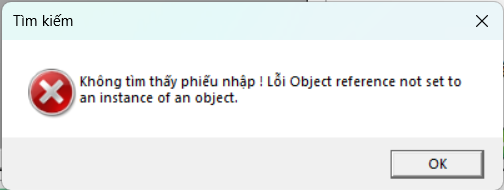 Tìm kiếm
Không tìm thấy phiếu nhập ! Lỗi Object reference not set to
an instance of an object.
OK